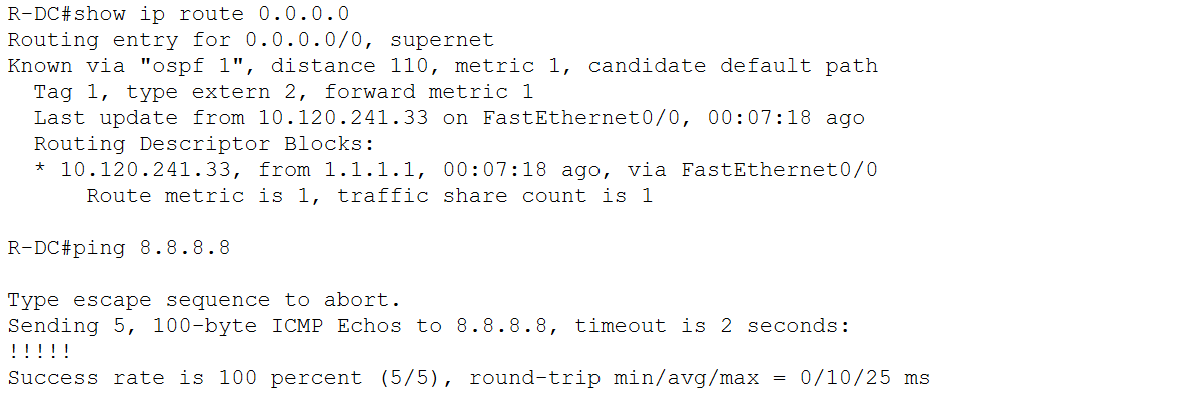 R-DC#show ip route 0.0.0.0
Routing entry for 0.0.0.0/0, supernet
Known via "ospf 1", distance 110, metric 1, candidate default path
Tag 1, type extern 2, forward metric 1
Last update from 10.120.241.33 on FastEthernet0/0, 00:07:18 ago
Routing Descriptor Blocks:
* 10.120.241.33, from 1.1.1.1, 00:07:18 ago, via FastEthernet0/0
Route metric is 1, traffic share count is 1
R-DC#ping 8.8.8.8
Type escape sequence to abort.
Sending 5, 100-byte ICMP Echos to 8.8.8.8, timeout is 2 seconds:
!!!!!
Success rate is 100 percent (5/5), round-trip min/avg/max = 0/10/25 ms